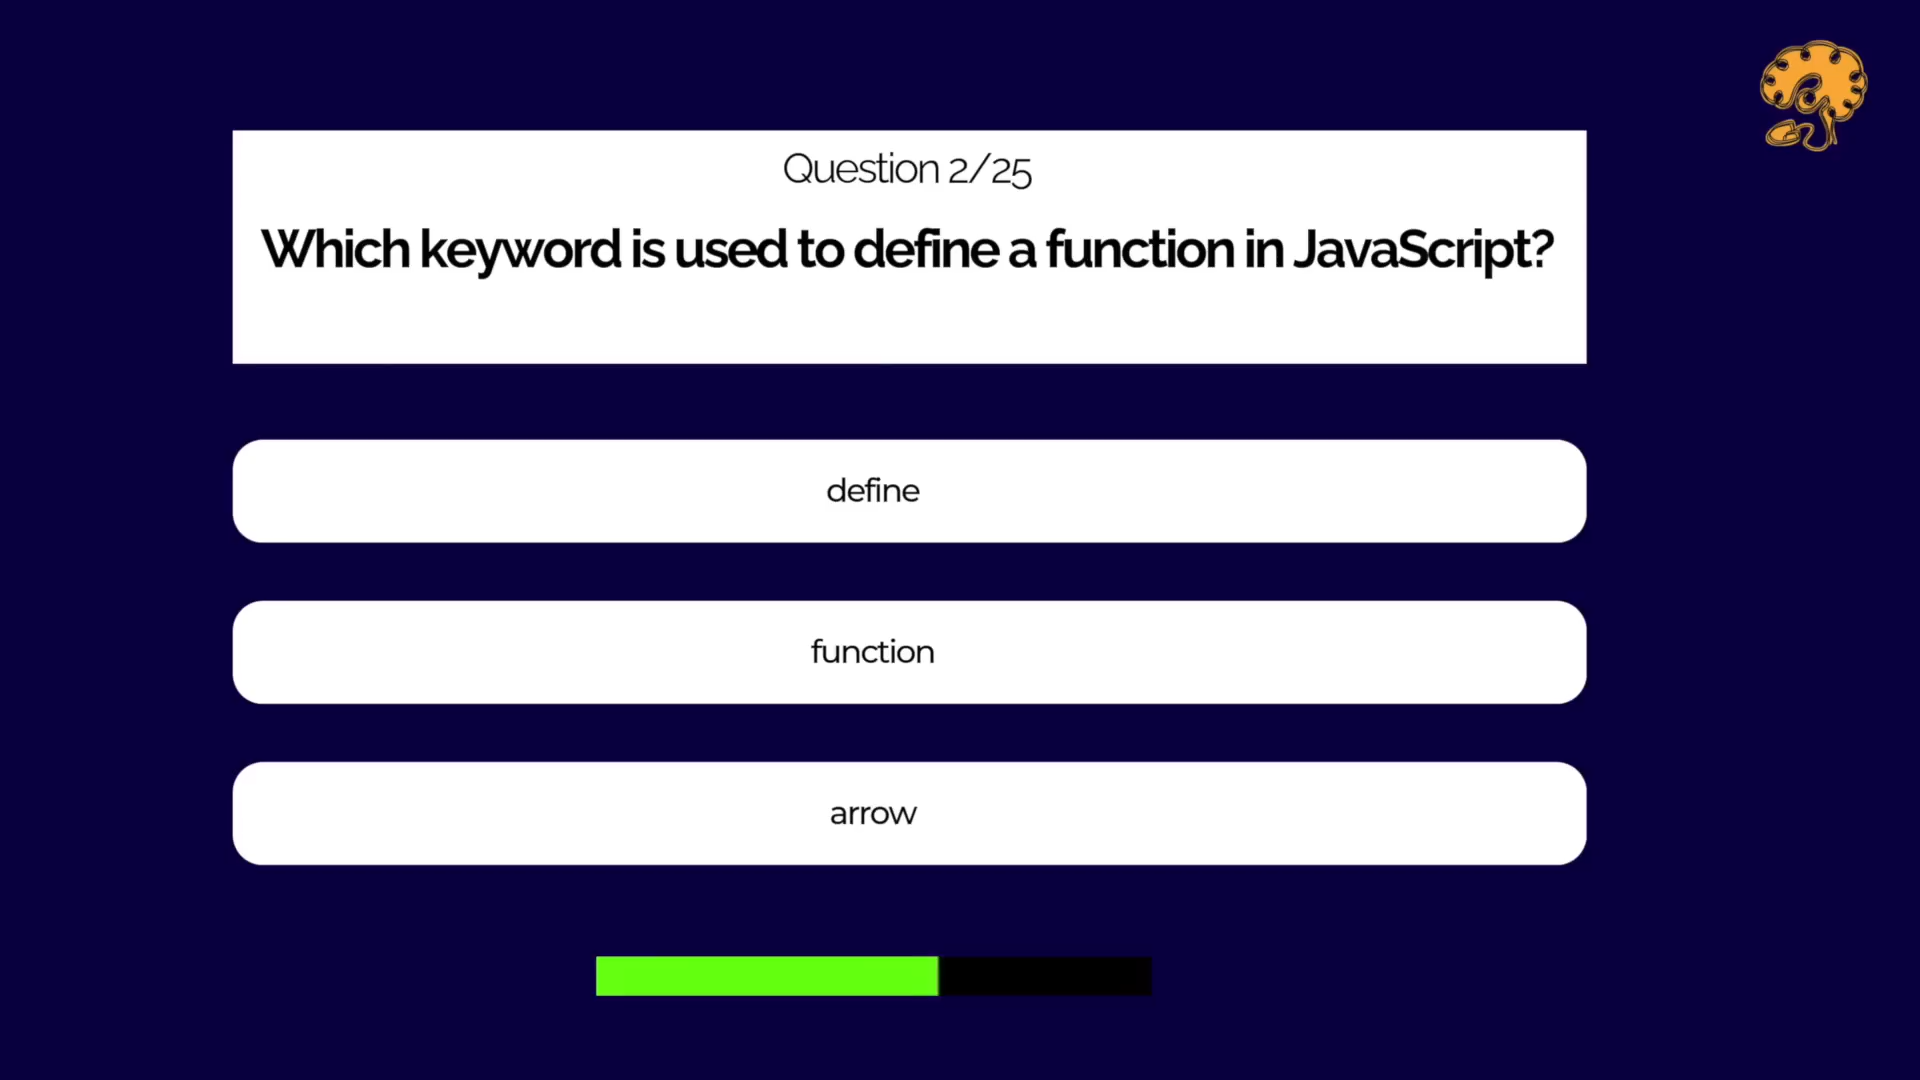 Question 2/25
Which keyword is used to define a function in JavaScript?
define
function
arrow